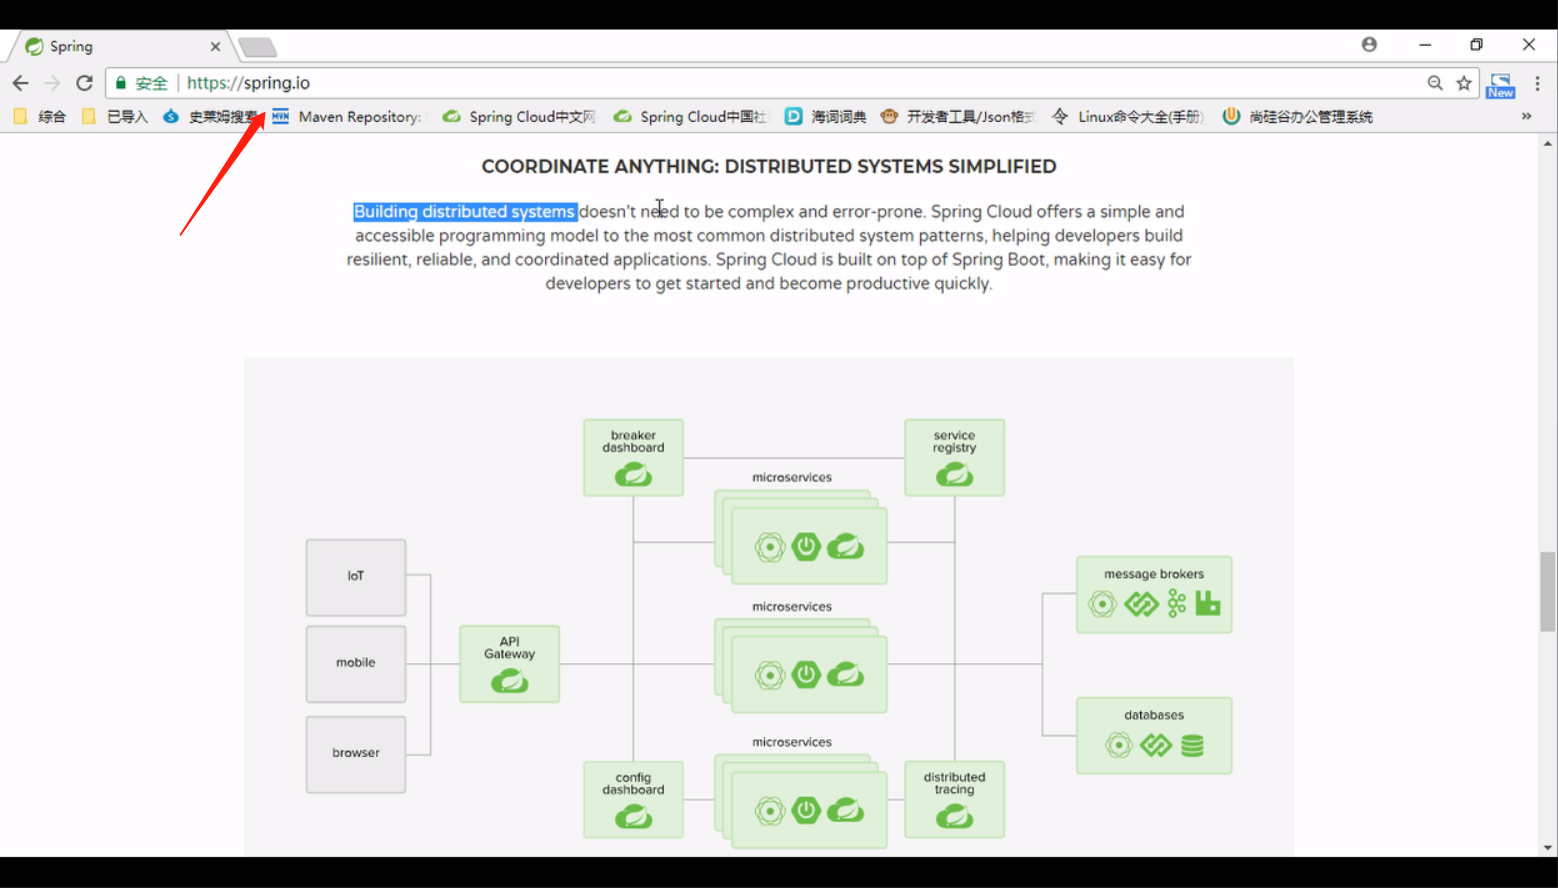 Spring
安全
https://spring.io
New
综合
已导入
史莱姆搜索
MVN
Maven Repository:
Spring Cloud中文网
Spring Cloud中国社
海词词典
开发者工具/Json格式
Linux命令大全(手册)
尚硅谷办公管理系统
COORDINATE ANYTHING: DISTRIBUTED SYSTEMS SIMPLIFIED
Building distributed systems doesn't need to be complex and error-prone. Spring Cloud offers a simple and
accessible programming model to the most common distributed system patterns, helping developers build
resilient, reliable, and coordinated applications. Spring Cloud is built on top of Spring Boot, making it easy for
developers to get started and become productive quickly.
breaker
dashboard
service
registry
microservices
IoT
message brokers
microservices
API
Gateway
mobile
databases
microservices
browser
config
dashboard
distributed
tracing